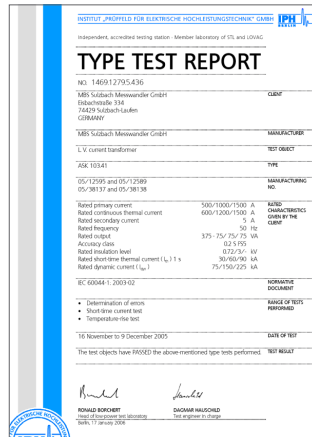 INSTITUT „PRÜFFELD FÜR ELEKTRISCHE HOCHLEISTUNGSTECHNIK" GMBH IPH BERLIN
Independent, accredited testing station · Member laboratory of STL and LOVAG
TYPE TEST REPORT
NO. 1469.1279.5.436
MBS Sulzbach Messwandler GmbH CLIENT
Eisbachstraße 334
74429 Sulzbach-Laufen
GERMANY
MBS Sulzbach Messwandler GmbH MANUFACTURER
L.V. current transformer TEST OBJECT
ASK 103.41 TYPE
05/12595 and 05/12589 MANUFACTURING
05/38137 and 05/38138 NO.
Rated primary current 500/1000/1500 A RATED
Rated continuous thermal current 600/1200/1500 A CHARACTERISTICS
Rated secondary current 5 A GIVEN BY THE
Rated frequency 50 Hz CLIENT
Rated output 375 - 75/ 75/ 75 VA
Accuracy class 0.2 S FS5
Rated insulation level 0.72/3/- kV
Rated short-time thermal current ( ) 1 s 30/60/90 kA
Rated dynamic current ( ) 75/150/225 kA
IEC 60044-1: 2003-02 NORMATIVE
DOCUMENT
• Determination of errors RANGE OF TESTS
• Short-time current test PERFORMED
• Temperature-rise test
16 November to 9 December 2005 DATE OF TEST
The test objects have PASSED the above-mentioned type tests performed. TEST RESULT
RONALD BORCHERT DAGMAR HAUSCHILD
Head of low-power test laboratory Test engineer in charge
Berlin, 17 January 2008